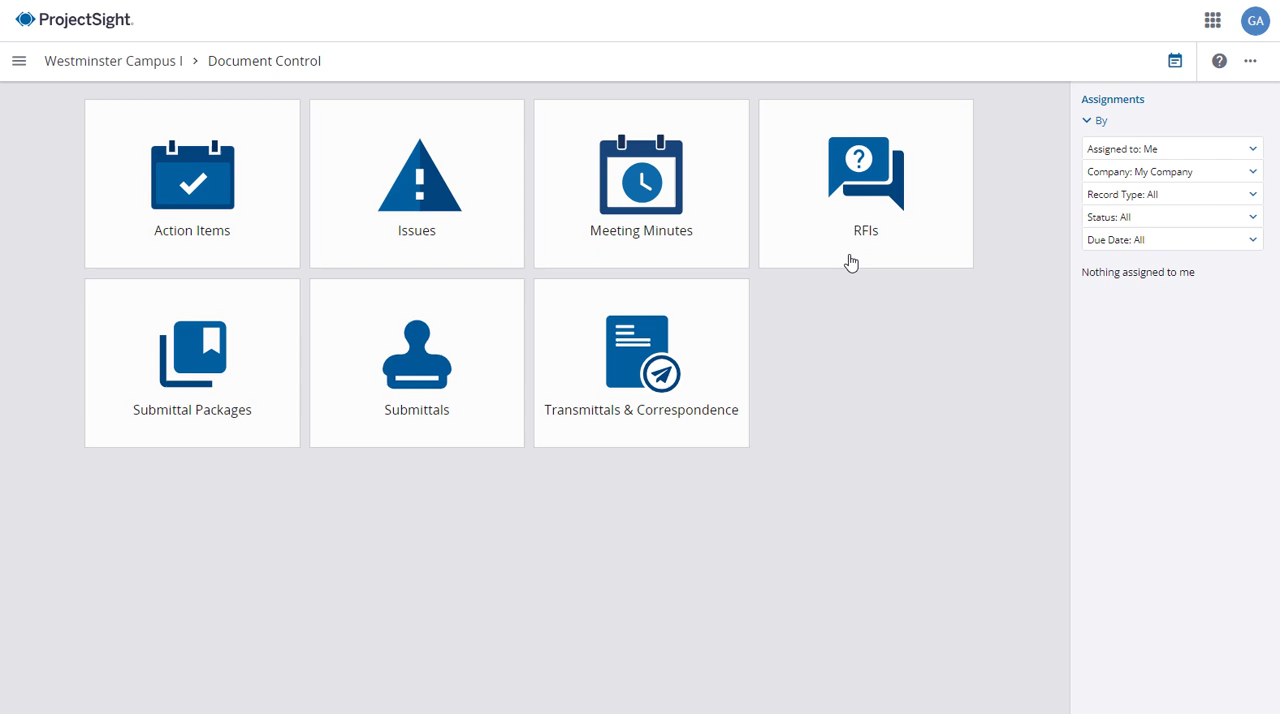 ProjectSight.
GA
Westminster Campus I > Document Control
Action Items
Issues
Meeting Minutes
RFIs
Submittal Packages
Submittals
Transmittals & Correspondence
Assignments
By
Assigned to: Me
Company: My Company
Record Type: All
Status: All
Due Date: All
Nothing assigned to me